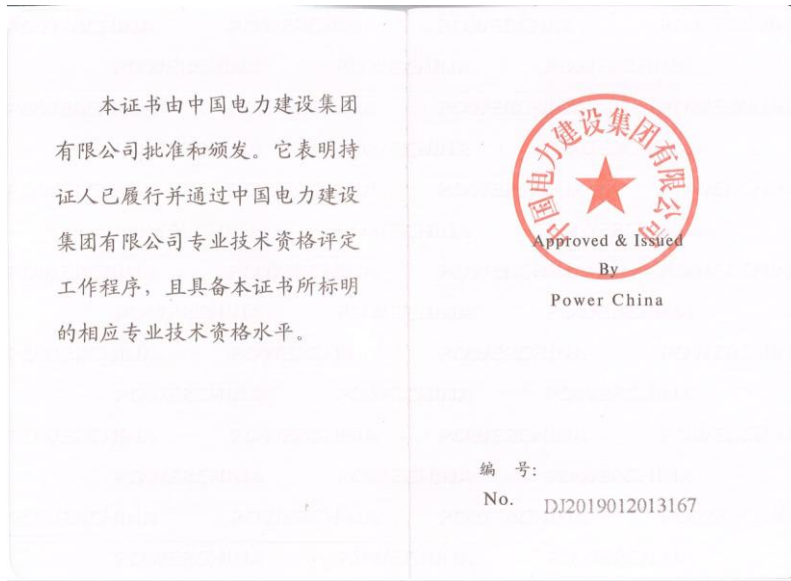 本证书由中国电力建设集团
有限公司批准和颁发。它表明持
证人已履行并通过中国电力建设
集团有限公司专业技术资格评定
工作程序，且具备本证书所标明
的相应专业技术资格水平。
中国电力建设集团有限公司
Approved & Issued
By
Power China
编 号:
No. DJ2019012013167